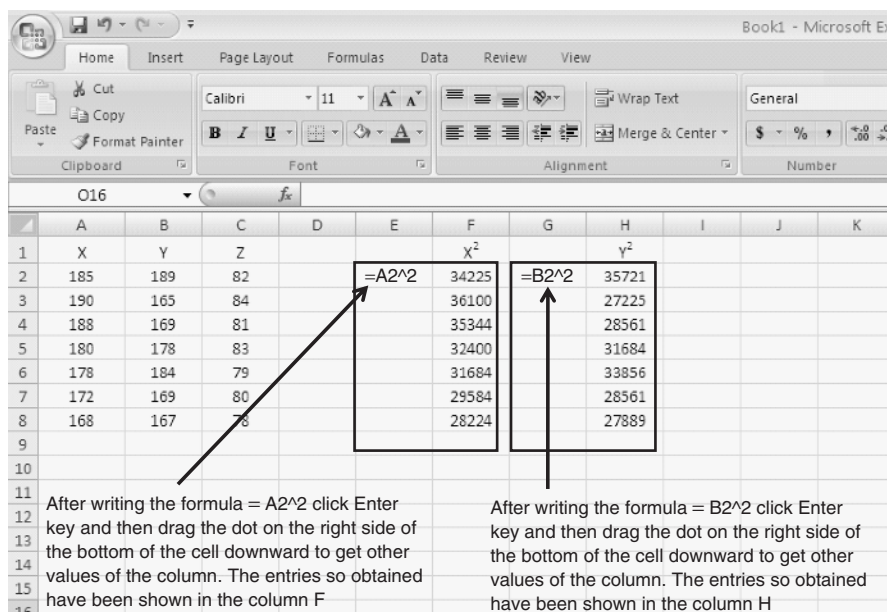 Book1 - Microsoft Ex
Home Insert Page Layout Formulas Data Review View
Cut
Copy
Format Painter
Paste
Calibri 11 A A
Wrap Text
General
B I U A
Merge & Center
$ % , .0 .00
Clipboard Font Alignment Number
O16 fx
A B C D E F G H I J K
1 X Y Z X² Y²
2 185 189 82 =A2^2 34225 =B2^2 35721
3 190 165 84 36100 27225
4 188 169 81 35344 28561
5 180 178 83 32400 31684
6 178 184 79 31684 33856
7 172 169 80 29584 28561
8 168 167 78 28224 27889
9
10
11
12
13
14
15
16
After writing the formula = A2^2 click Enter
key and then drag the dot on the right side of
the bottom of the cell downward to get other
values of the column. The entries so obtained
have been shown in the column F
After writing the formula = B2^2 click Enter
key and then drag the dot on the right side of
the bottom of the cell downward to get other
values of the column. The entries so obtained
have been shown in the column H